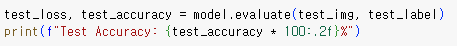 test_loss, test_accuracy = model.evaluate(test_img, test_label)
print(f"Test Accuracy: {test_accuracy * 100:.2f}%")